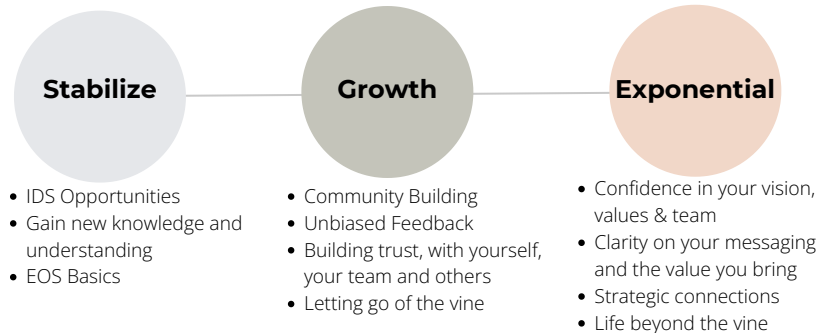 Stabilize
• IDS Opportunities
• Gain new knowledge and
understanding
• EOS Basics
Growth
• Community Building
• Unbiased Feedback
• Building trust, with yourself,
your team and others
• Letting go of the vine
Exponential
• Confidence in your vision,
values & team
• Clarity on your messaging
and the value you bring
• Strategic connections
• Life beyond the vine